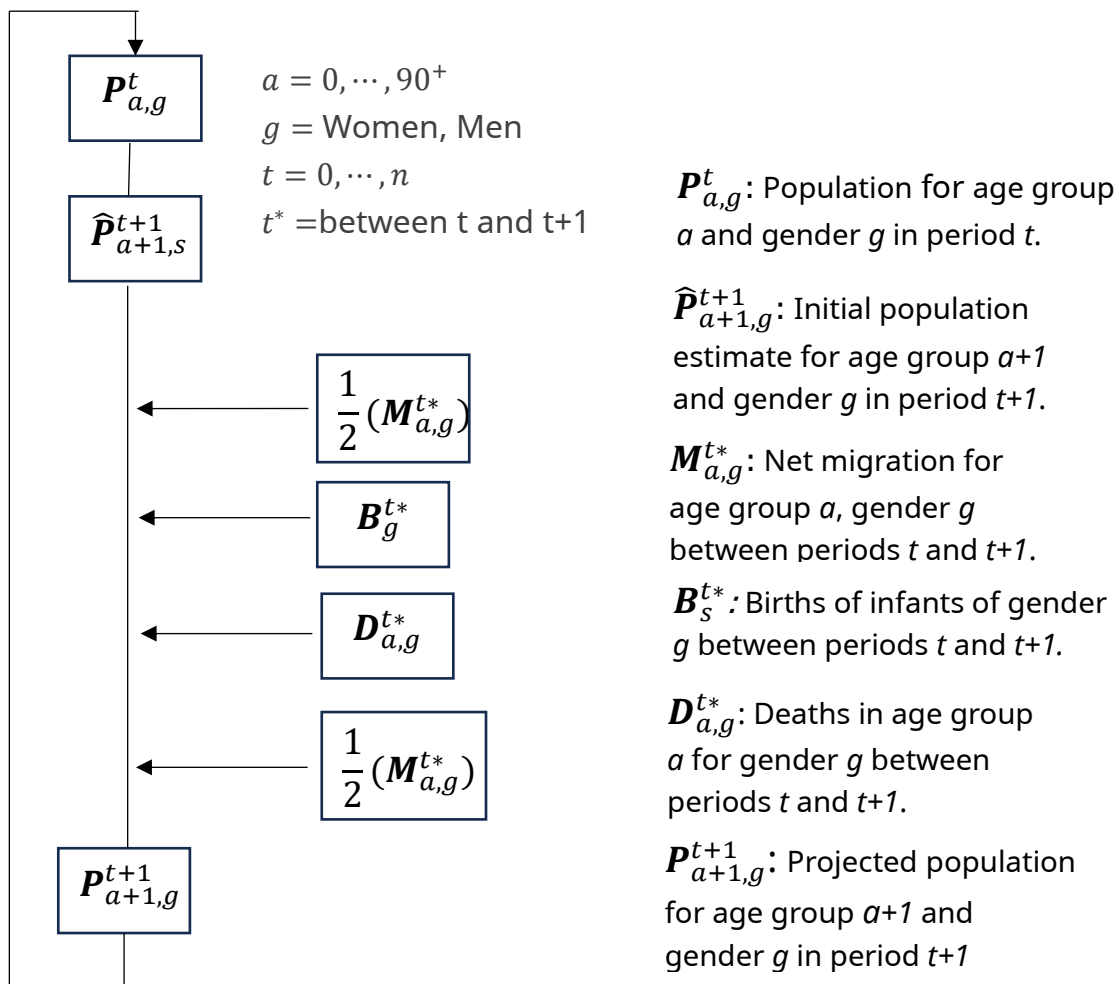 𝑷ᵗ_{a,g}
a = 0, ⋯ , 90⁺
g = Women, Men
t = 0, ⋯ , n
t* =between t and t+1
P̂^{t+1}_{a+1,s}
1/2 (M^{t*}_{a,g})
B^{t*}_{g}
D^{t*}_{a,g}
1/2 (M^{t*}_{a,g})
P^{t+1}_{a+1,g}
P^{t}_{a,g}: Population for age group
a and gender g in period t.
P̂^{t+1}_{a+1,g}: Initial population
estimate for age group a+1
and gender g in period t+1.
M^{t*}_{a,g}: Net migration for
age group a, gender g
between periods t and t+1.
B^{t*}_{s}: Births of infants of gender
g between periods t and t+1.
D^{t*}_{a,g}: Deaths in age group
a for gender g between
periods t and t+1.
P^{t+1}_{a+1,g}: Projected population
for age group a+1 and
gender g in period t+1